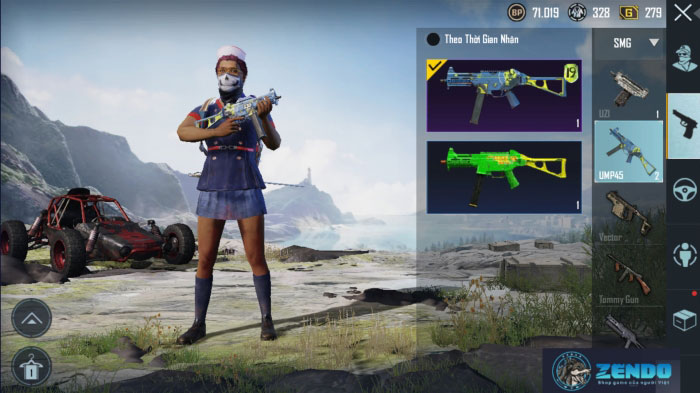 BP 71.019 328 G 279
Theo Thời Gian Nhận
SMG
19
1
1
UZI 1
UMP45 2
Vector
Tommy Gun
ZENDO
Shop game của người Việt